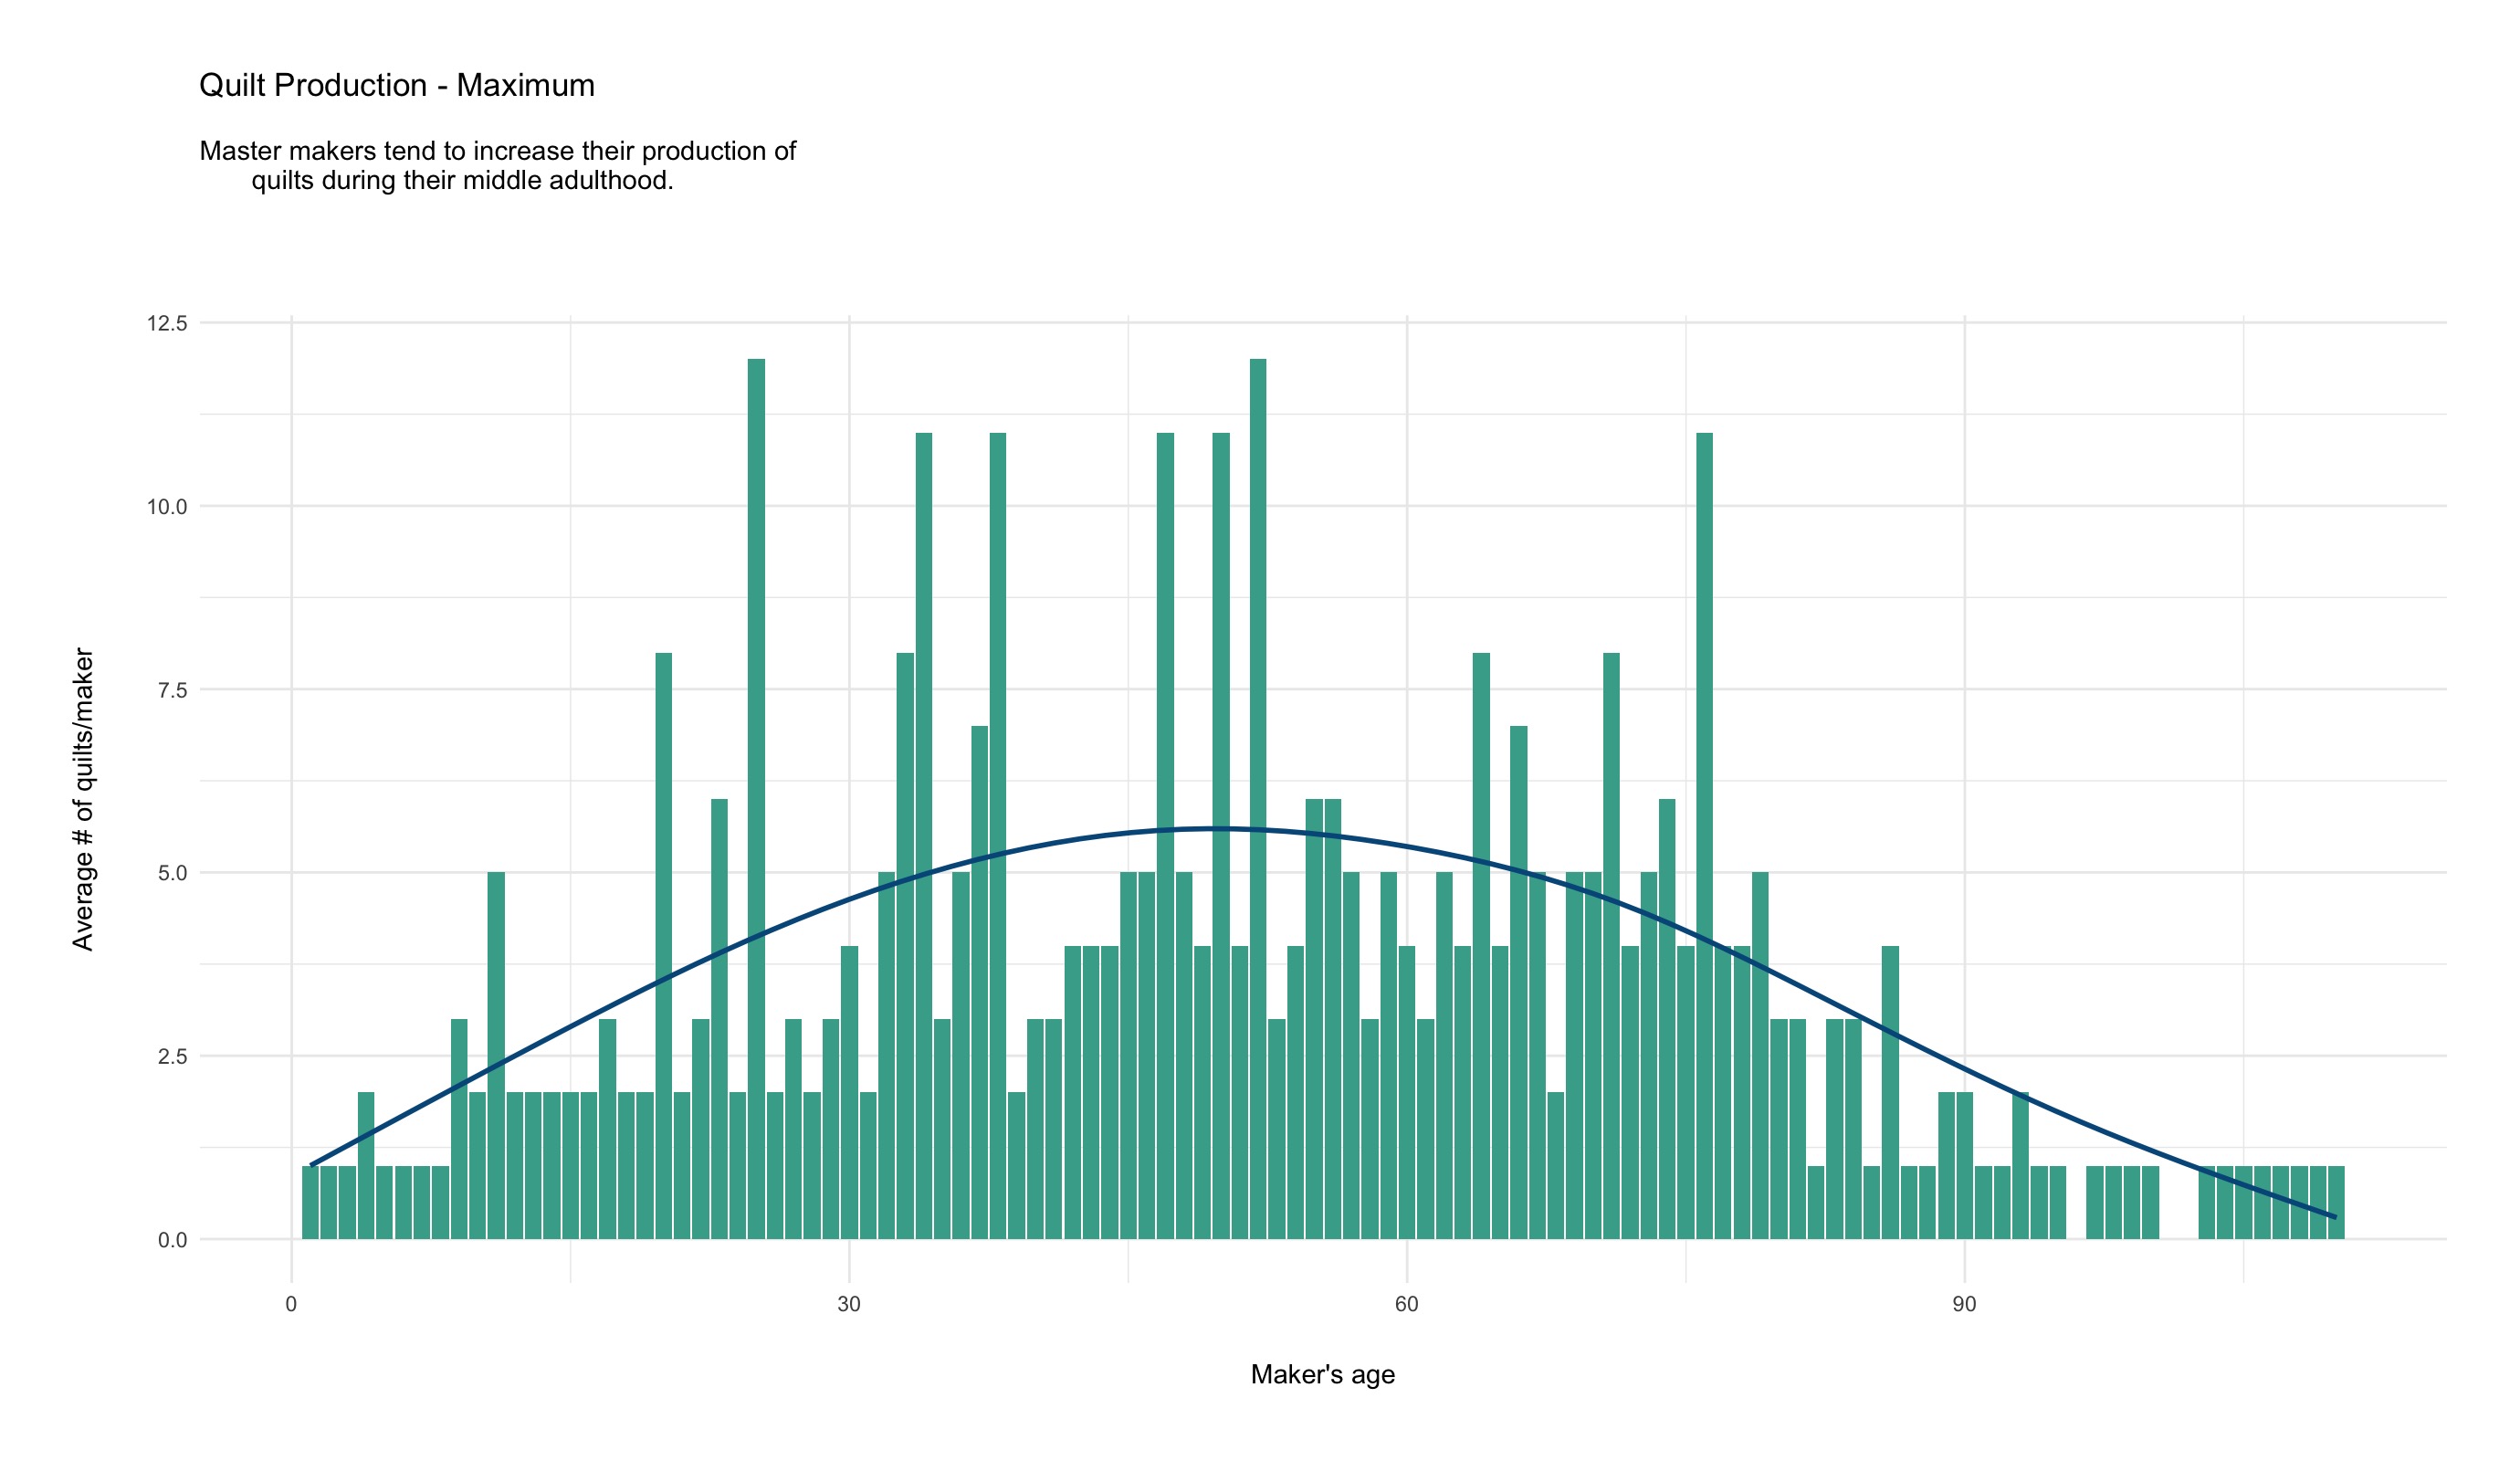 Quilt Production - Maximum
Master makers tend to increase their production of
quilts during their middle adulthood.
12.5
10.0
7.5
5.0
2.5
0.0
Average # of quilts/maker
0 30 60 90
Maker's age